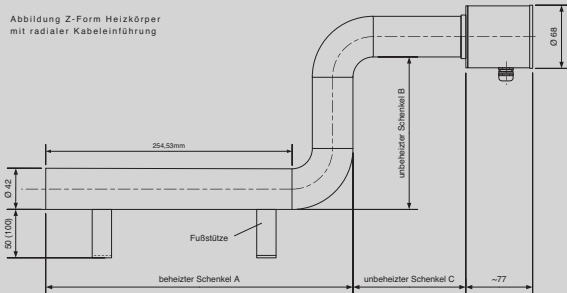 Abbildung Z-Form Heizkörper
mit radialer Kabeleinführung
Ø 68
unbeheizter Schenkel B
254,53mm
Ø 42
50 (100)
Fußstütze
beheizter Schenkel A
unbeheizter Schenkel C
~77